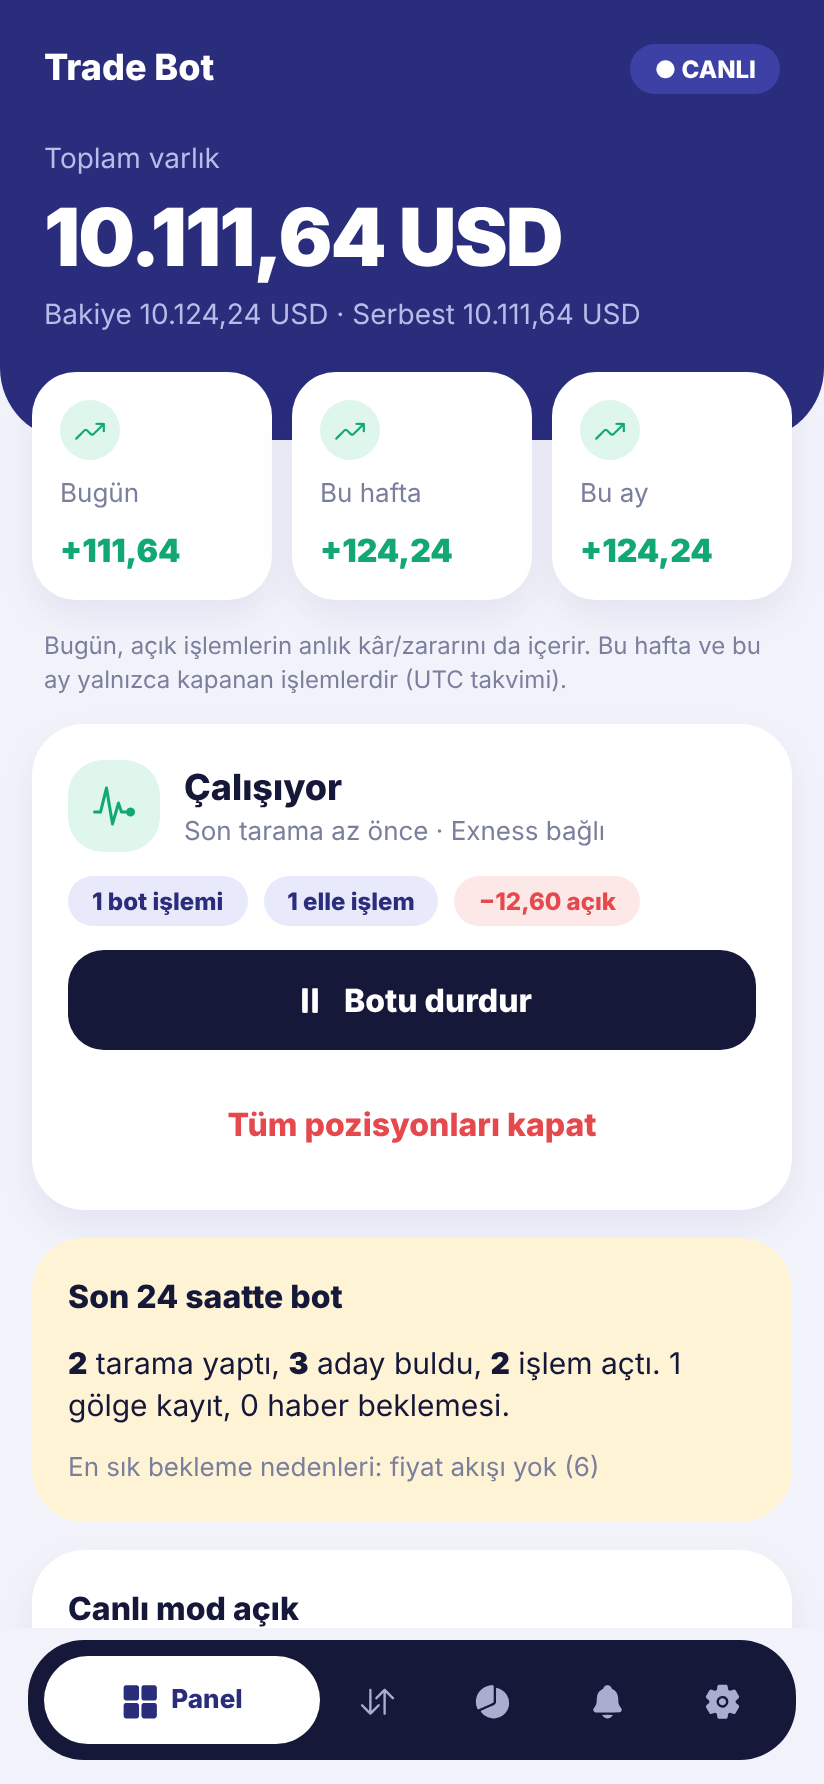 Trade Bot
CANLI
Toplam varlık
10.111,64 USD
Bakiye 10.124,24 USD · Serbest 10.111,64 USD
Bugün
+111,64
Bu hafta
+124,24
Bu ay
+124,24
Bugün, açık işlemlerin anlık kâr/zararını da içerir. Bu hafta ve bu
ay yalnızca kapanan işlemlerdir (UTC takvimi).
Çalışıyor
Son tarama az önce · Exness bağlı
1 bot işlemi
1 elle işlem
−12,60 açık
Botu durdur
Tüm pozisyonları kapat
Son 24 saatte bot
2 tarama yaptı, 3 aday buldu, 2 işlem açtı. 1
gölge kayıt, 0 haber beklemesi.
En sık bekleme nedenleri: fiyat akışı yok (6)
Canlı mod açık
Panel